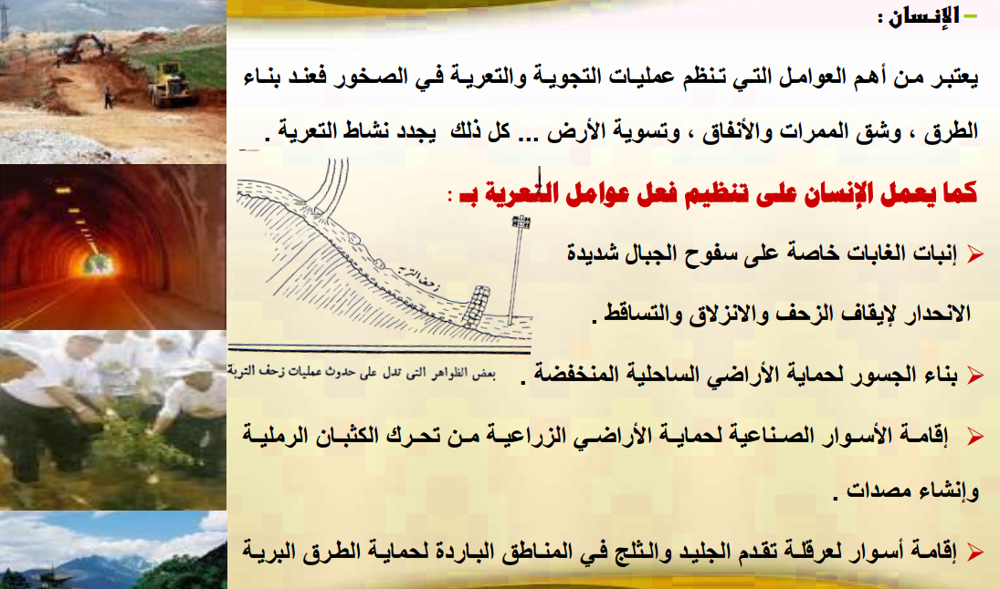 – الإنسان :
يعتبر من أهم العوامل التي تنظم عمليات التجوية والتعرية في الصخور فعند بناء
الطرق ، وشق الممرات والأنفاق ، وتسوية الأرض ... كل ذلك يجدد نشاط التعرية .
كما يعمل الإنسان على تنظيم فعل عوامل التعرية بـ :
إنبات الغابات خاصة على سفوح الجبال شديدة
الانحدار لإيقاف الزحف والانزلاق والتساقط .
زحف التربة
بعض الظواهر التى تدل على حدوث عمليات زحف التربة
بناء الجسور لحماية الأراضي الساحلية المنخفضة .
إقامة الأسوار الصناعية لحماية الأراضي الزراعية من تحرك الكثبان الرملية
وإنشاء مصدات .
إقامة أسوار لعرقلة تقدم الجليد والثلج في المناطق الباردة لحماية الطرق البرية